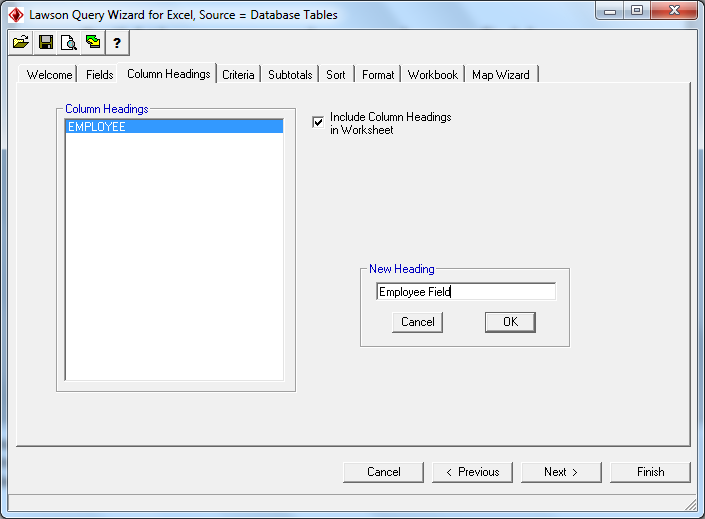 Lawson Query Wizard for Excel, Source = Database Tables
?
Welcome Fields Column Headings Criteria Subtotals Sort Format Workbook Map Wizard
Column Headings
EMPLOYEE
Include Column Headings
in Worksheet
New Heading
Employee Field
Cancel OK
Cancel < Previous Next > Finish